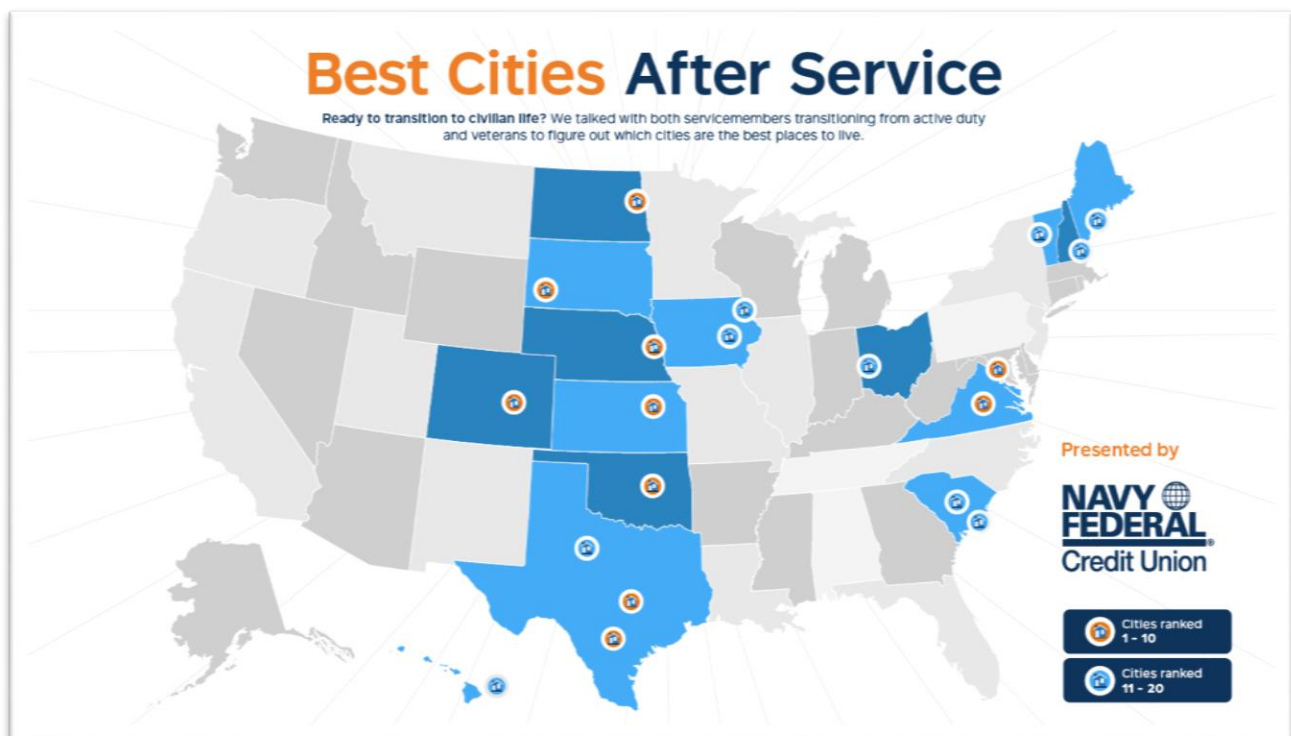 Best Cities After Service
Ready to transition to civilian life? We talked with both servicemembers transitioning from active duty
and veterans to figure out which cities are the best places to live.
Presented by
NAVY
FEDERAL®
Credit Union
Cities ranked
1 - 10
Cities ranked
11 - 20